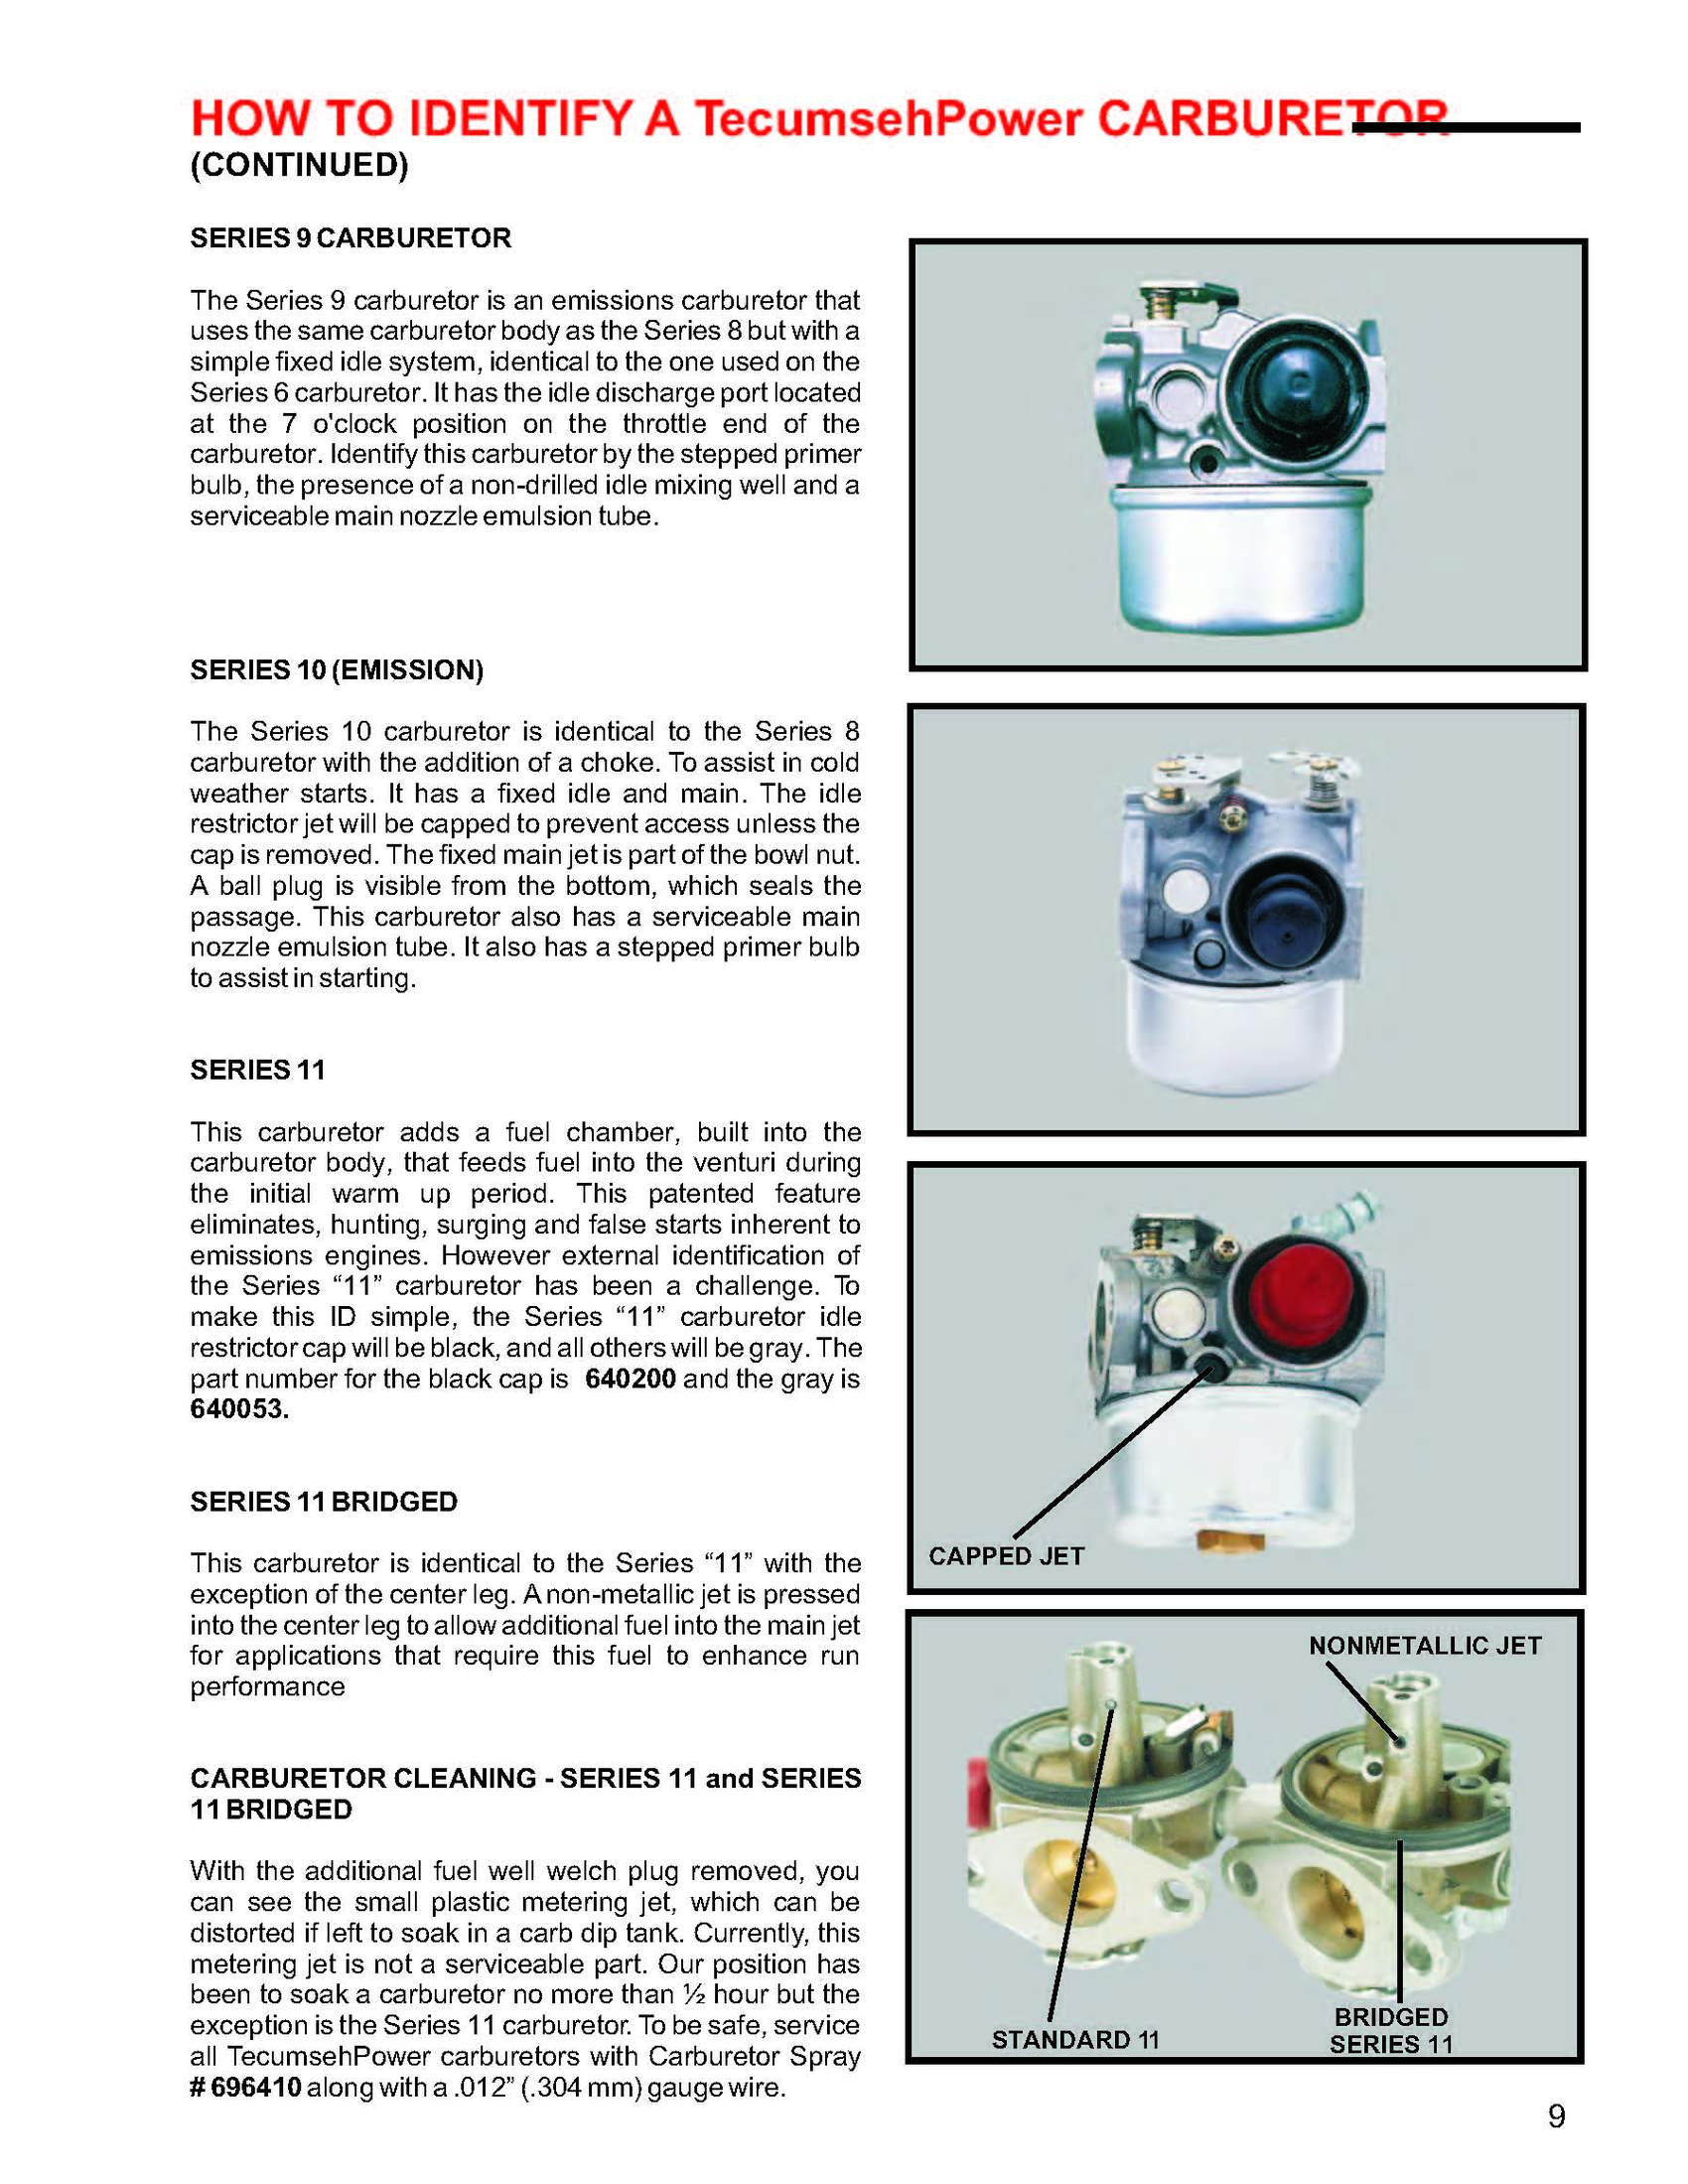 HOW TO IDENTIFY A TecumsehPower CARBURETOR
(CONTINUED)
SERIES 9 CARBURETOR
The Series 9 carburetor is an emissions carburetor that
uses the same carburetor body as the Series 8 but with a
simple fixed idle system, identical to the one used on the
Series 6 carburetor. It has the idle discharge port located
at the 7 o'clock position on the throttle end of the
carburetor. Identify this carburetor by the stepped primer
bulb, the presence of a non-drilled idle mixing well and a
serviceable main nozzle emulsion tube.
SERIES 10 (EMISSION)
The Series 10 carburetor is identical to the Series 8
carburetor with the addition of a choke. To assist in cold
weather starts. It has a fixed idle and main. The idle
restrictor jet will be capped to prevent access unless the
cap is removed. The fixed main jet is part of the bowl nut.
A ball plug is visible from the bottom, which seals the
passage. This carburetor also has a serviceable main
nozzle emulsion tube. It also has a stepped primer bulb
to assist in starting.
SERIES 11
This carburetor adds a fuel chamber, built into the
carburetor body, that feeds fuel into the venturi during
the initial warm up period. This patented feature
eliminates, hunting, surging and false starts inherent to
emissions engines. However external identification of
the Series “11” carburetor has been a challenge. To
make this ID simple, the Series “11” carburetor idle
restrictor cap will be black, and all others will be gray. The
part number for the black cap is 640200 and the gray is
640053.
CAPPED JET
SERIES 11 BRIDGED
This carburetor is identical to the Series “11” with the
exception of the center leg. A non-metallic jet is pressed
into the center leg to allow additional fuel into the main jet
for applications that require this fuel to enhance run
performance
NONMETALLIC JET
STANDARD 11
BRIDGED
SERIES 11
CARBURETOR CLEANING - SERIES 11 and SERIES
11 BRIDGED
With the additional fuel well welch plug removed, you
can see the small plastic metering jet, which can be
distorted if left to soak in a carb dip tank. Currently, this
metering jet is not a serviceable part. Our position has
been to soak a carburetor no more than ½ hour but the
exception is the Series 11 carburetor. To be safe, service
all TecumsehPower carburetors with Carburetor Spray
# 696410 along with a .012” (.304 mm) gauge wire.
9